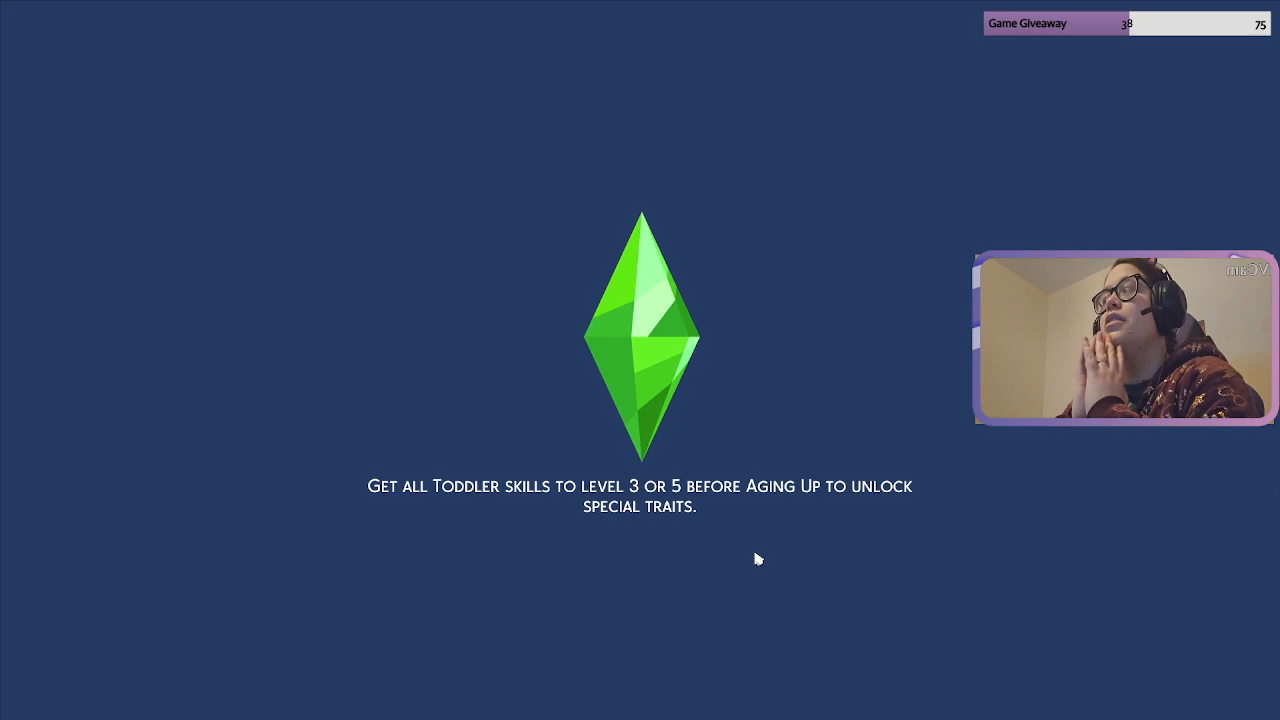 Game Giveaway 38 75
VCam
GET ALL TODDLER SKILLS TO LEVEL 3 OR 5 BEFORE AGING UP TO UNLOCK
SPECIAL TRAITS.